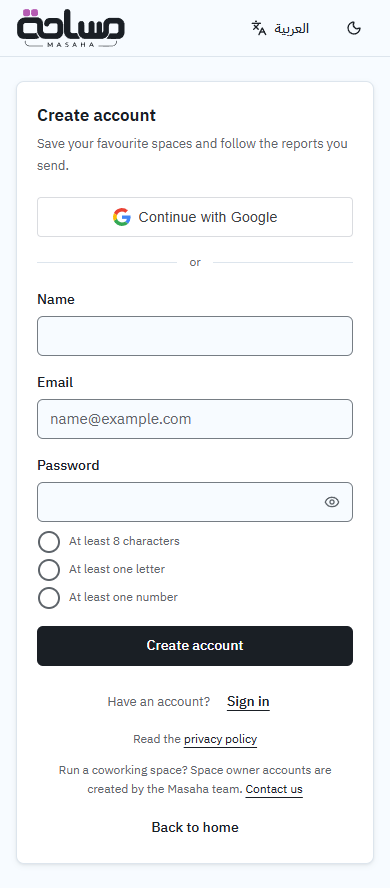 مساحة
MASAHA
العربية
Create account
Save your favourite spaces and follow the reports you
send.
Continue with Google
or
Name
Email
name@example.com
Password
At least 8 characters
At least one letter
At least one number
Create account
Have an account? Sign in
Read the privacy policy
Run a coworking space? Space owner accounts are
created by the Masaha team. Contact us
Back to home